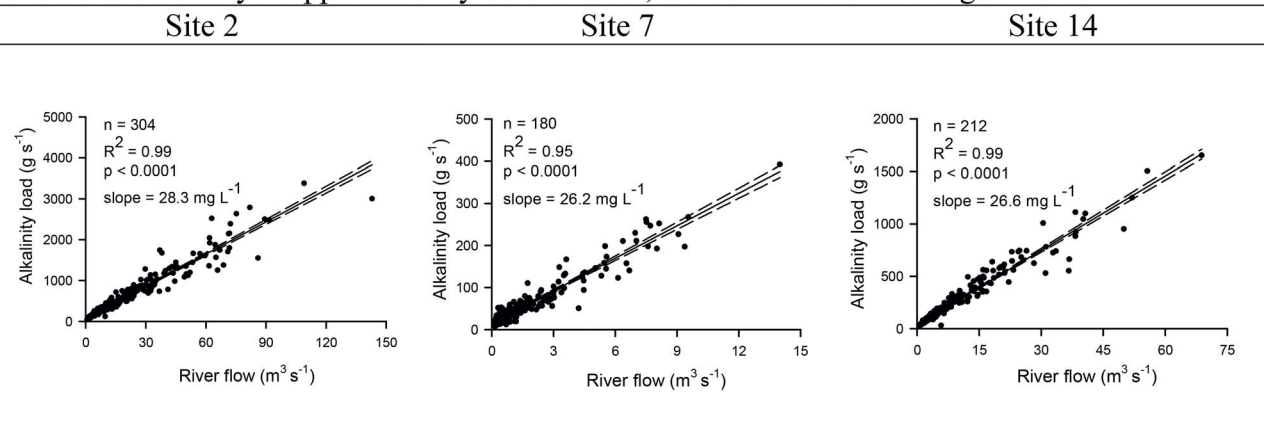 Site 2 Site 7 Site 14
Alkalinity load (g s⁻¹)
5000
4000
3000
2000
1000
0
n = 304
R² = 0.99
p < 0.0001
slope = 28.3 mg L⁻¹
0 30 60 90 120 150
River flow (m³ s⁻¹)
Alkalinity load (g s⁻¹)
500
400
300
200
100
0
n = 180
R² = 0.95
p < 0.0001
slope = 26.2 mg L⁻¹
0 3 6 9 12 15
River flow (m³ s⁻¹)
Alkalinity load (g s⁻¹)
2000
1500
1000
500
0
n = 212
R² = 0.99
p < 0.0001
slope = 26.6 mg L⁻¹
0 15 30 45 60 75
River flow (m³ s⁻¹)